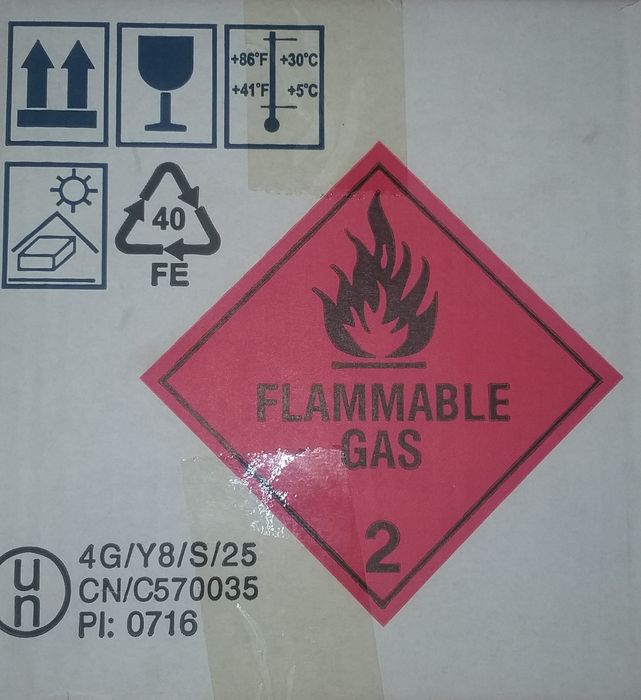 +86°F +30°C
+41°F +5°C
40
FE
FLAMMABLE
GAS
2
un
4G/Y8/S/25
CN/C570035
PI: 0716